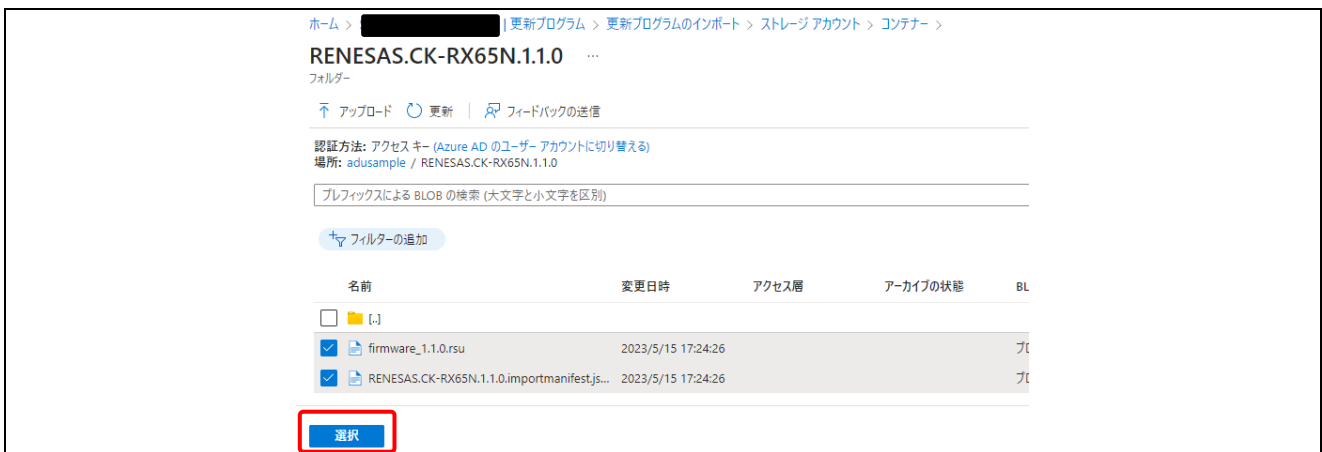 ホーム > | 更新プログラム > 更新プログラムのインポート > ストレージ アカウント > コンテナー >
RENESAS.CK-RX65N.1.1.0 …
フォルダー
アップロード 更新 | フィードバックの送信
認証方法: アクセス キー (Azure AD のユーザー アカウントに切り替える)
場所: adusample / RENESAS.CK-RX65N.1.1.0
プレフィックスによる BLOB の検索 (大文字と小文字を区別)
フィルターの追加
名前 変更日時 アクセス層 アーカイブの状態 BL
[..]
firmware_1.1.0.rsu 2023/5/15 17:24:26 ブロ
RENESAS.CK-RX65N.1.1.0.importmanifest.js... 2023/5/15 17:24:26 ブロ
選択